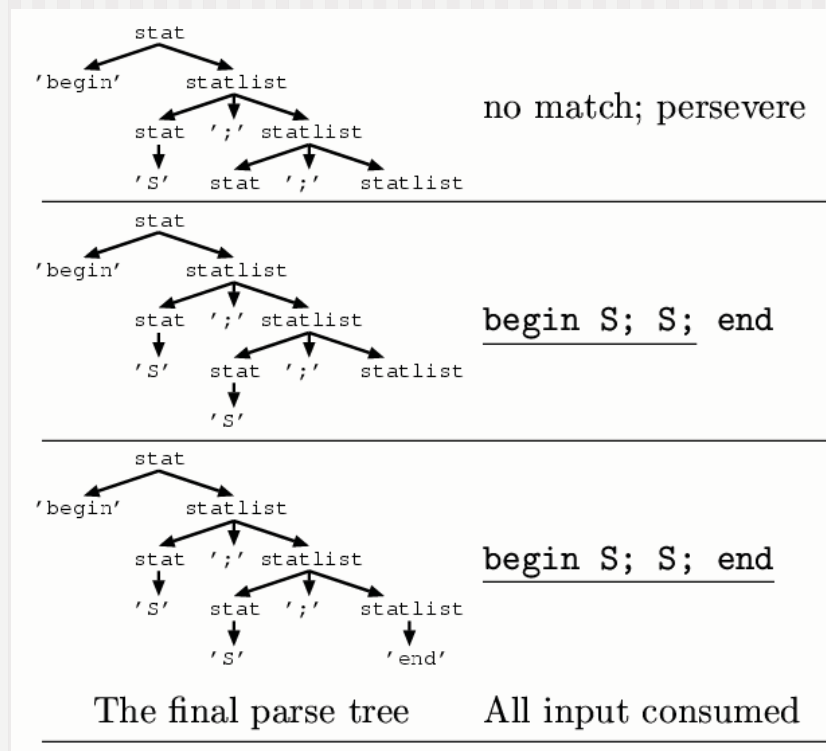 stat
'begin' statlist
stat ';' statlist
'S' stat ';' statlist
no match; persevere
stat
'begin' statlist
stat ';' statlist
'S' stat ';' statlist
'S'
begin S; S; end
stat
'begin' statlist
stat ';' statlist
'S' stat ';' statlist
'S' 'end'
begin S; S; end
The final parse tree All input consumed